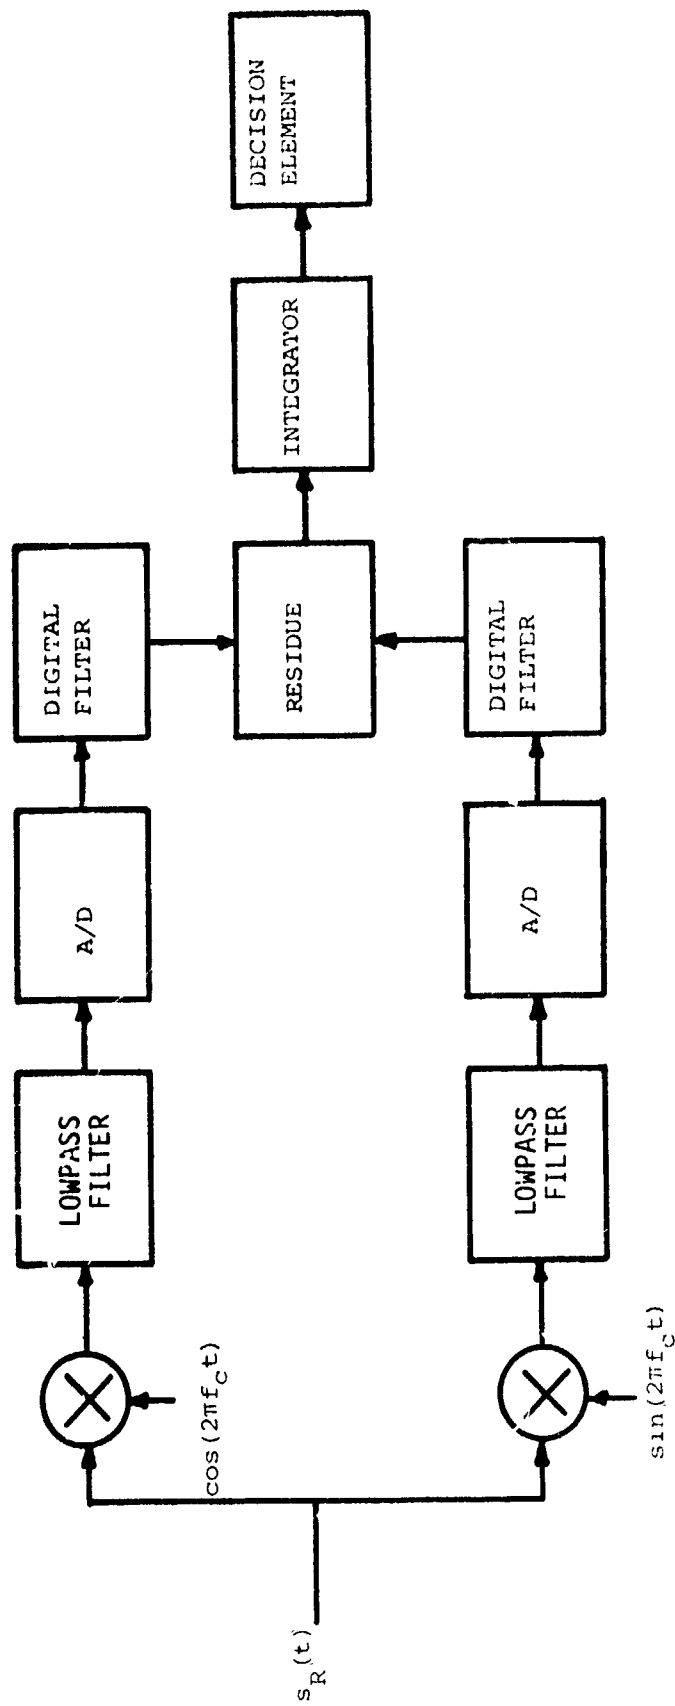 s_R(t)
cos(2πf_c t)
LOWPASS
FILTER
A/D
DIGITAL
FILTER
RESIDUE
INTEGRATOR
DECISION
ELEMENT
sin(2πf_c t)
LOWPASS
FILTER
A/D
DIGITAL
FILTER